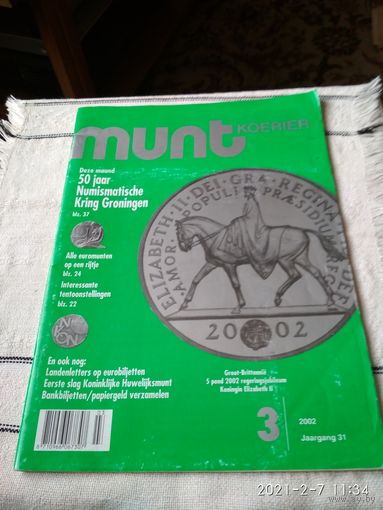 munt
KOERIER
Deze maand
50 jaar
Numismatische
Kring Groningen
blz. 37
Alle euromunten
op een rijtje
blz. 24
Interessante
tentoonstellingen
blz. 22
ELIZABETH·II·DEI·GRA·REGINA
AMOR POPULI PRÆSIDIUM
2002
En ook nog:
Landenletters op eurobiljetten
Eerste slag Koninklijke Huwelijksmunt
Bankbiljetten/papiergeld verzamelen
Groot-Brittannië
5 pond 2002 regeringsjubileum
Koningin Elizabeth II
3
2002
Jaargang 31
2021-2-7 11:34